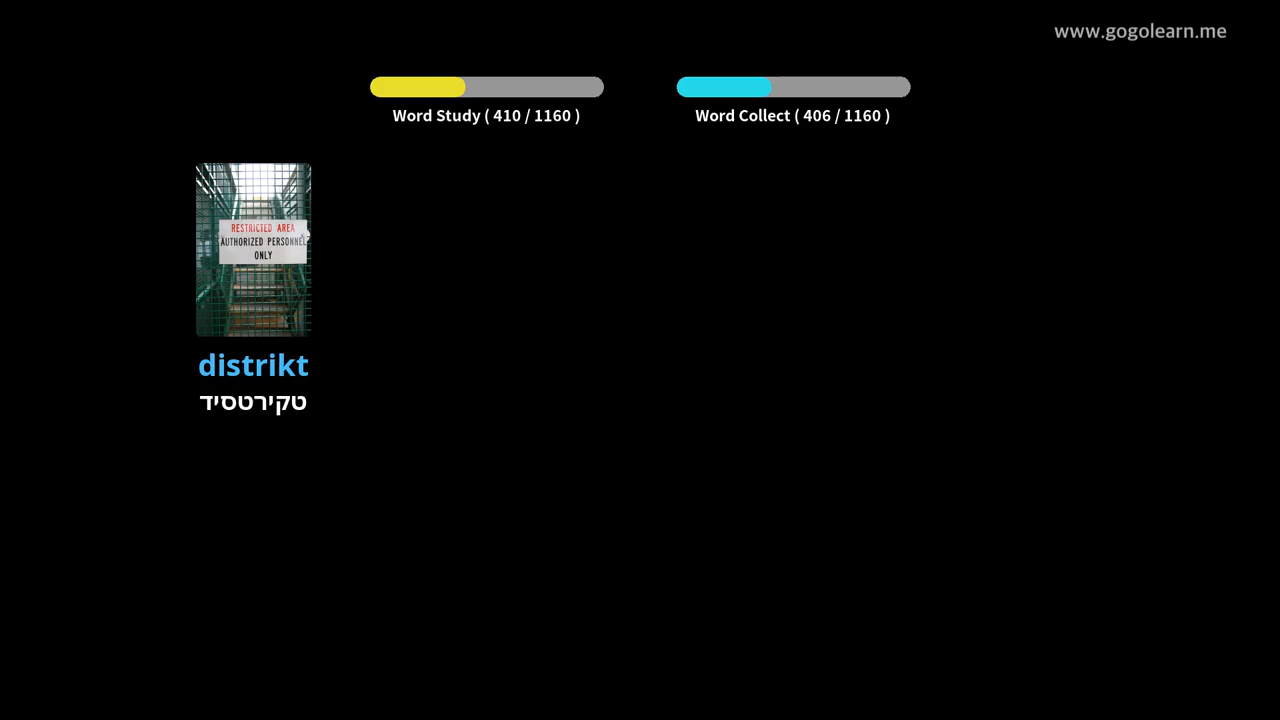 www.gogolearn.me
Word Study ( 410 / 1160 )
Word Collect ( 406 / 1160 )
RESTRICTED AREA
AUTHORIZED PERSONNEL
ONLY
distrikt
טקירטסיד